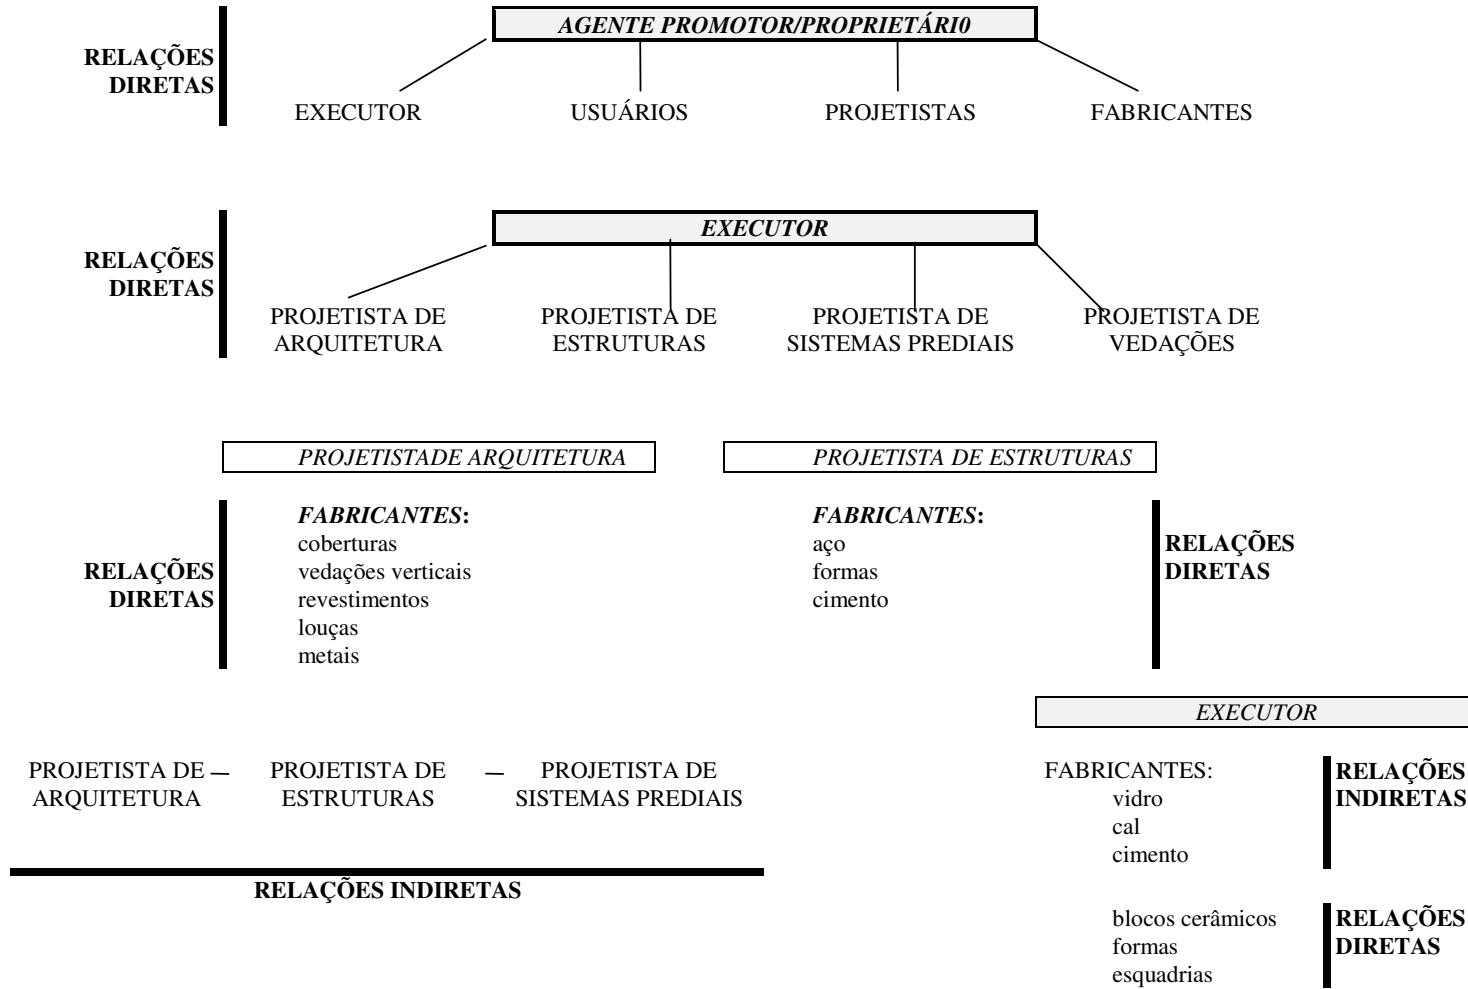 AGENTE PROMOTOR/PROPRIETÁRI0
RELAÇÕES
DIRETAS
EXECUTOR
USUÁRIOS
PROJETISTAS
FABRICANTES
EXECUTOR
RELAÇÕES
DIRETAS
PROJETISTA DE
ARQUITETURA
PROJETISTA DE
ESTRUTURAS
PROJETISTA DE
SISTEMAS PREDIAIS
PROJETISTA DE
VEDAÇÕES
PROJETISTADE ARQUITETURA
RELAÇÕES
DIRETAS
FABRICANTES:
coberturas
vedações verticais
revestimentos
louças
metais
PROJETISTA DE ESTRUTURAS
FABRICANTES:
aço
formas
cimento
RELAÇÕES
DIRETAS
PROJETISTA DE
ARQUITETURA
PROJETISTA DE
ESTRUTURAS
PROJETISTA DE
SISTEMAS PREDIAIS
RELAÇÕES INDIRETAS
EXECUTOR
FABRICANTES:
vidro
cal
cimento
RELAÇÕES
INDIRETAS
blocos cerâmicos
formas
esquadrias
RELAÇÕES
DIRETAS